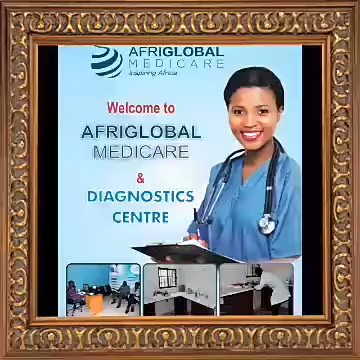 AFRIGLOBAL
MEDICARE
Inspiring Africa
Welcome to
AFRIGLOBAL
MEDICARE
&
DIAGNOSTICS
CENTRE